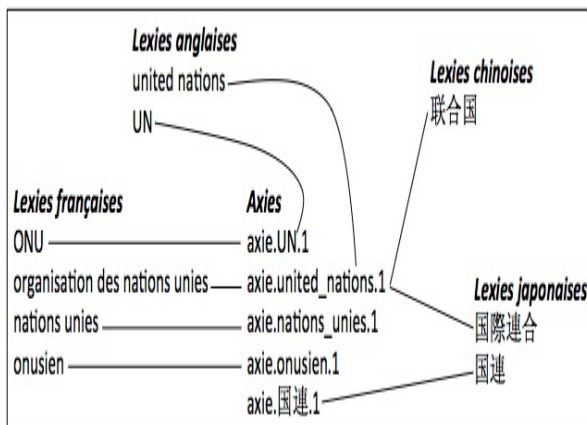 Lexies anglaises
united nations
UN
Lexies chinoises
联合国
Lexies françaises
ONU
organisation des nations unies
nations unies
onusien
Axies
axie.UN.1
axie.united_nations.1
axie.nations_unies.1
axie.onusien.1
axie.国連.1
Lexies japonaises
国際連合
国連